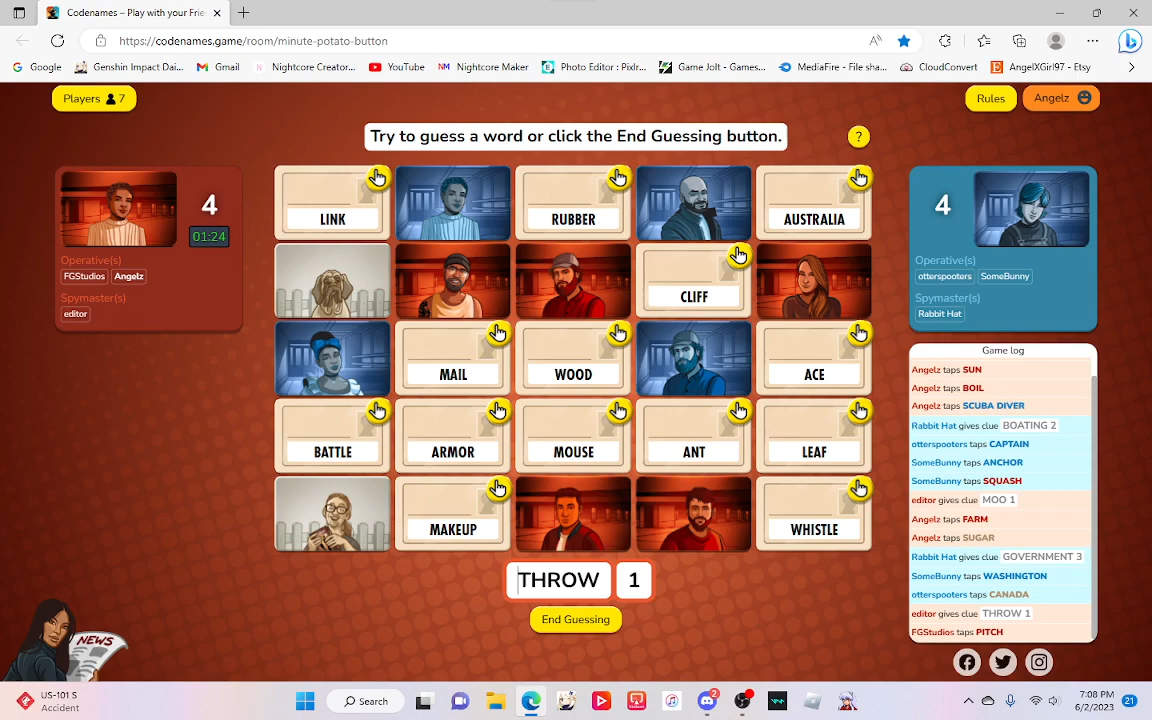 Codenames – Play with your Frie
https://codenames.game/room/minute-potato-button
Google
Genshin Impact Dai...
Gmail
Nightcore Creator...
YouTube
NM Nightcore Maker
Photo Editor : Pixlr...
Game Jolt - Games...
MediaFire - File sha...
CloudConvert
AngelXGirl97 - Etsy
Players 7
Rules
Angelz
Try to guess a word or click the End Guessing button.
?
4
01:24
Operative(s)
FGStudios Angelz
Spymaster(s)
editor
LINK
RUBBER
AUSTRALIA
CLIFF
MAIL
WOOD
ACE
BATTLE
ARMOR
MOUSE
ANT
LEAF
MAKEUP
WHISTLE
THROW 1
End Guessing
NEWS
4
Operative(s)
otterspooters SomeBunny
Spymaster(s)
Rabbit Hat
Game log
Angelz taps SUN
Angelz taps BOIL
Angelz taps SCUBA DIVER
Rabbit Hat gives clue BOATING 2
otterspooters taps CAPTAIN
SomeBunny taps ANCHOR
SomeBunny taps SQUASH
editor gives clue MOO 1
Angelz taps FARM
Angelz taps SUGAR
Rabbit Hat gives clue GOVERNMENT 3
SomeBunny taps WASHINGTON
otterspooters taps CANADA
editor gives clue THROW 1
FGStudios taps PITCH
US-101 S
Accident
Search
2
7:08 PM
6/2/2023
21